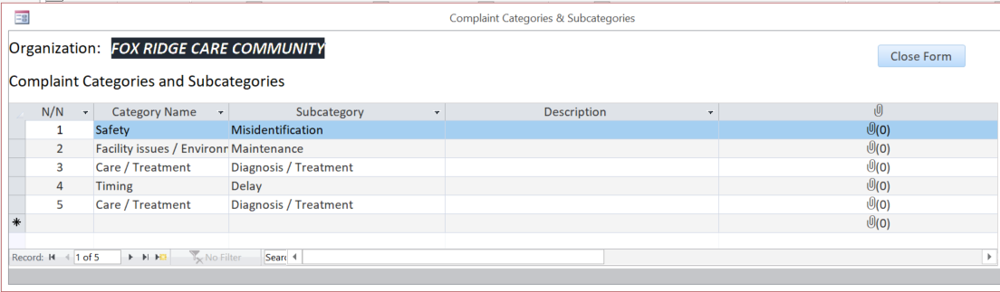 Complaint Categories & Subcategories
Organization: FOX RIDGE CARE COMMUNITY
Close Form
Complaint Categories and Subcategories
N/N Category Name Subcategory Description
1 Safety Misidentification (0)
2 Facility issues / Environr Maintenance (0)
3 Care / Treatment Diagnosis / Treatment (0)
4 Timing Delay (0)
5 Care / Treatment Diagnosis / Treatment (0)
* (0)
Record: 1 of 5 No Filter Searc